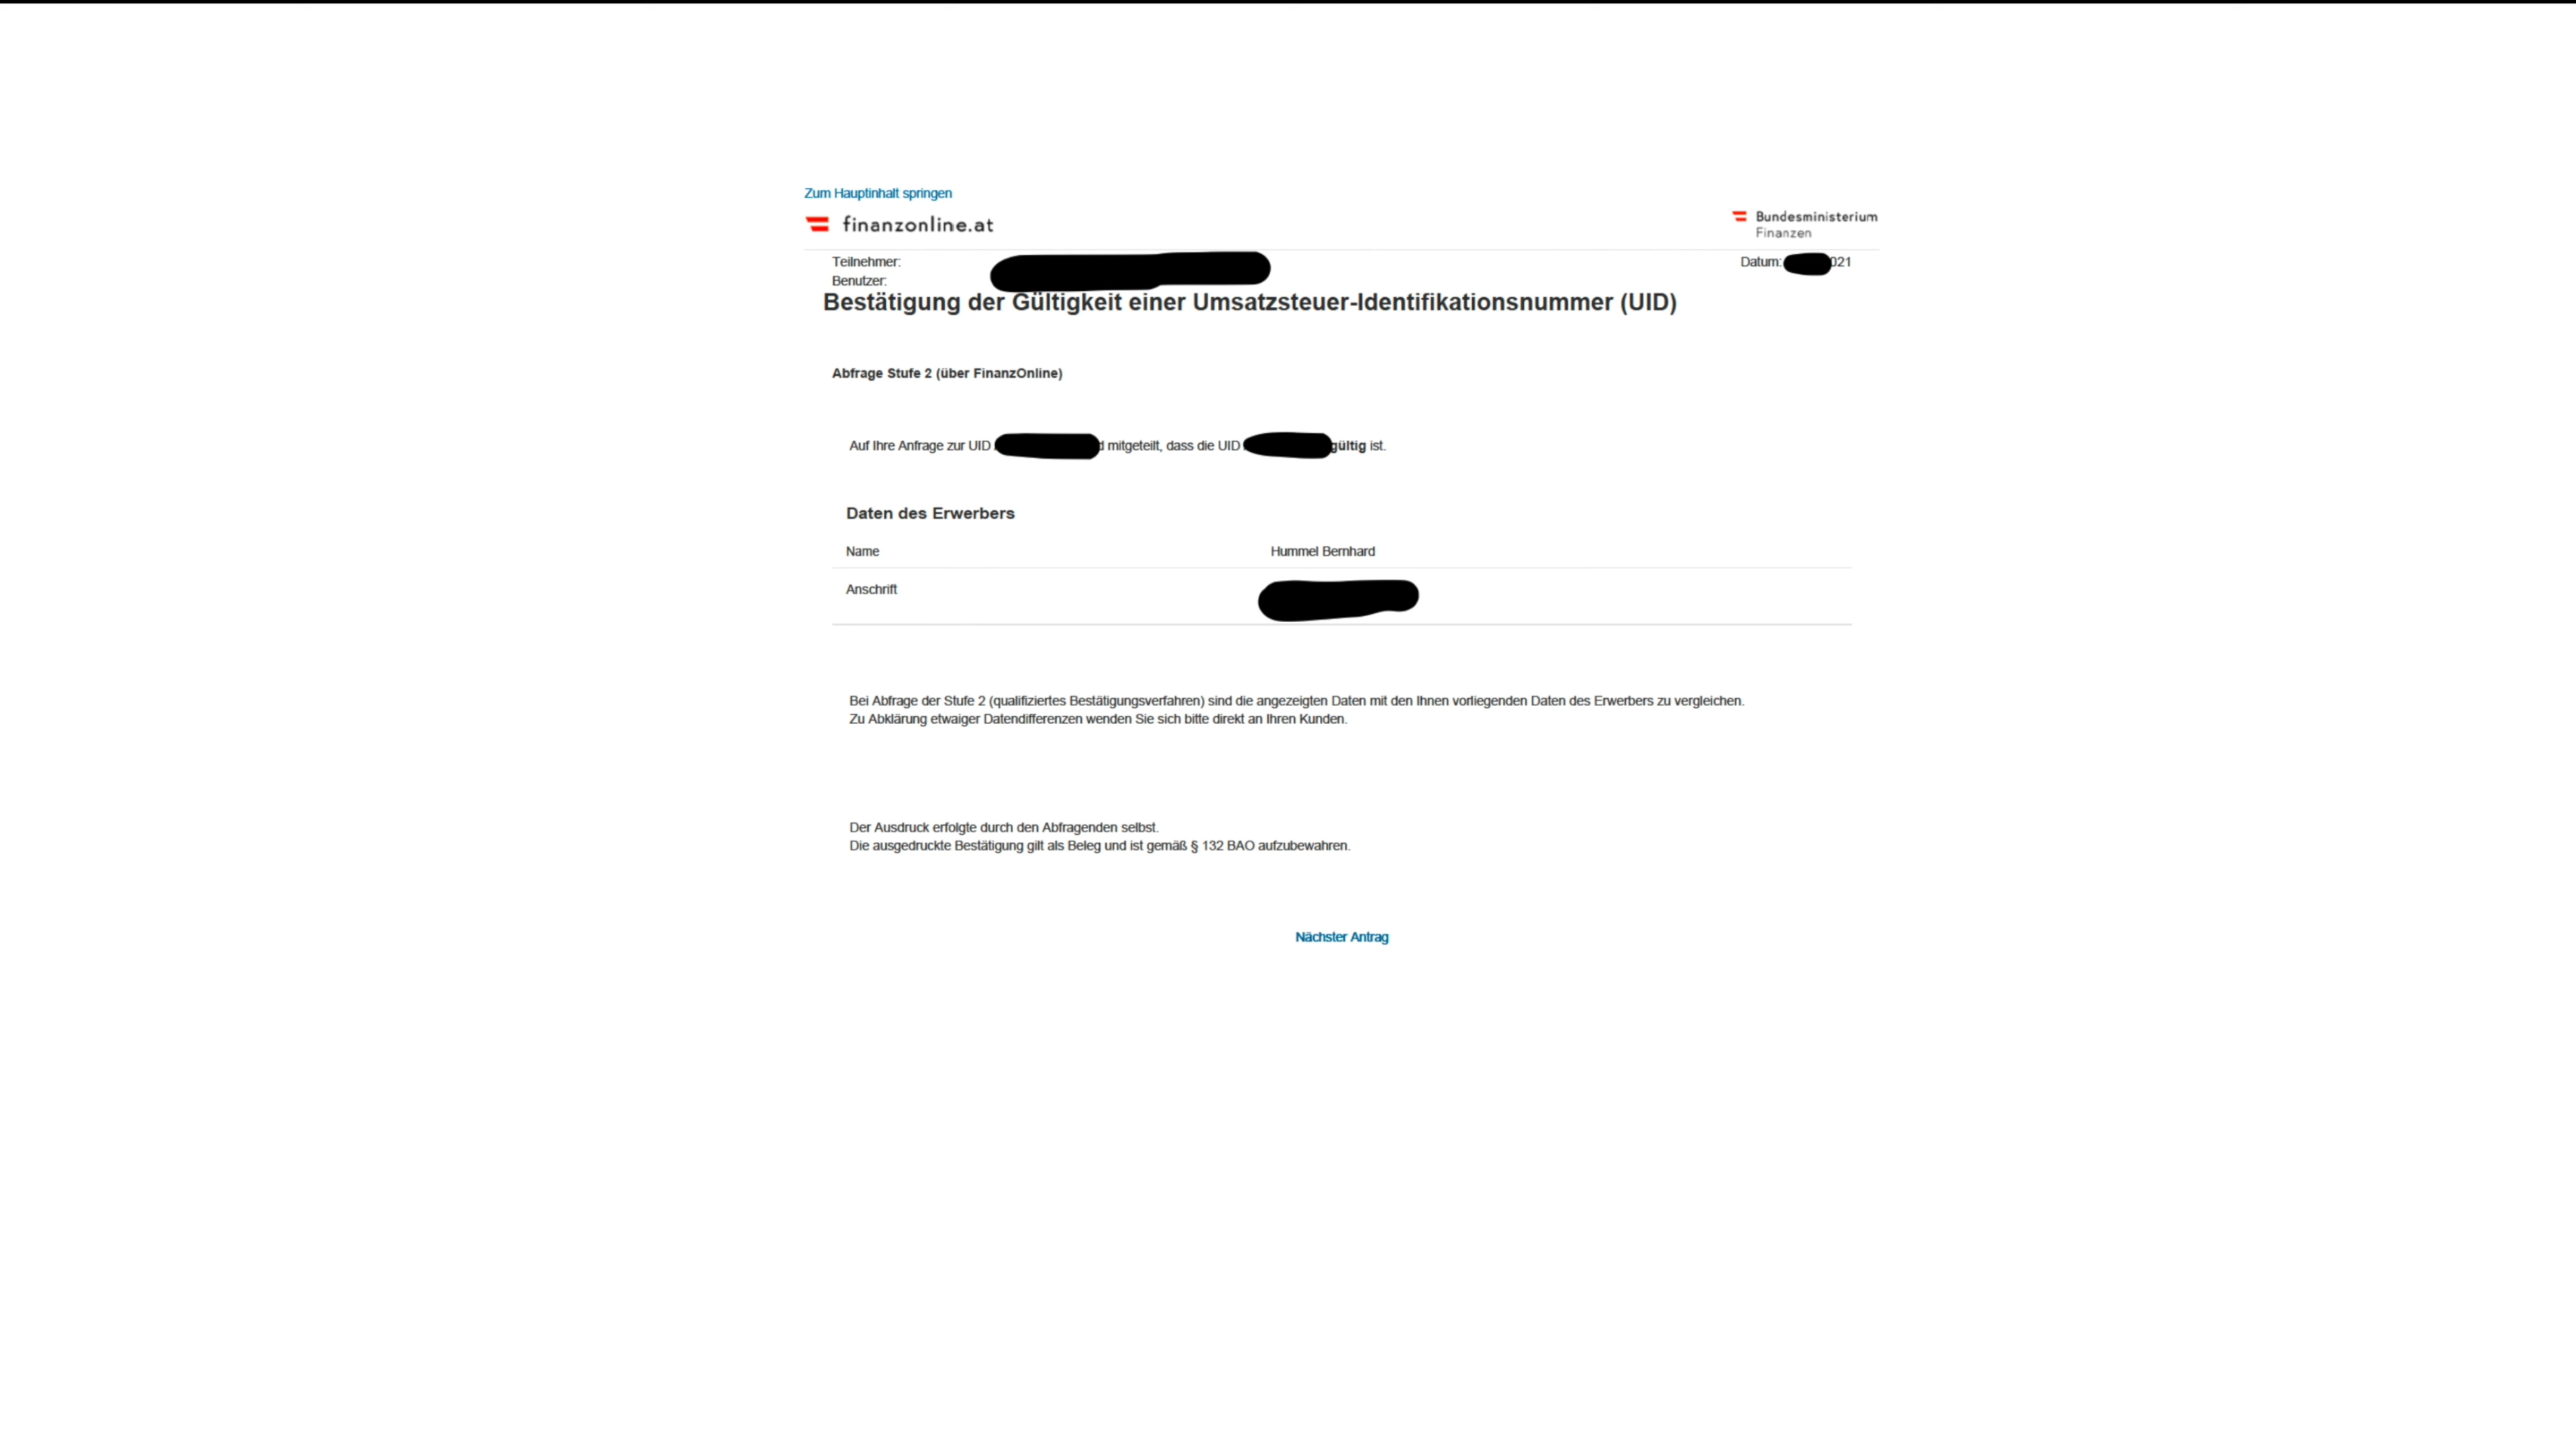 Zum Hauptinhalt springen
finanzonline.at
Bundesministerium
Finanzen
Teilnehmer:
Datum: 021
Benutzer:
Bestätigung der Gültigkeit einer Umsatzsteuer-Identifikationsnummer (UID)
Abfrage Stufe 2 (über FinanzOnline)
Auf Ihre Anfrage zur UID mitgeteilt, dass die UID gültig ist.
Daten des Erwerbers
Name Hummel Bernhard
Anschrift
Bei Abfrage der Stufe 2 (qualifiziertes Bestätigungsverfahren) sind die angezeigten Daten mit den Ihnen vorliegenden Daten des Erwerbers zu vergleichen.
Zu Abklärung etwaiger Datendifferenzen wenden Sie sich bitte direkt an Ihren Kunden.
Der Ausdruck erfolgte durch den Abfragenden selbst.
Die ausgedruckte Bestätigung gilt als Beleg und ist gemäß § 132 BAO aufzubewahren.
Nächster Antrag